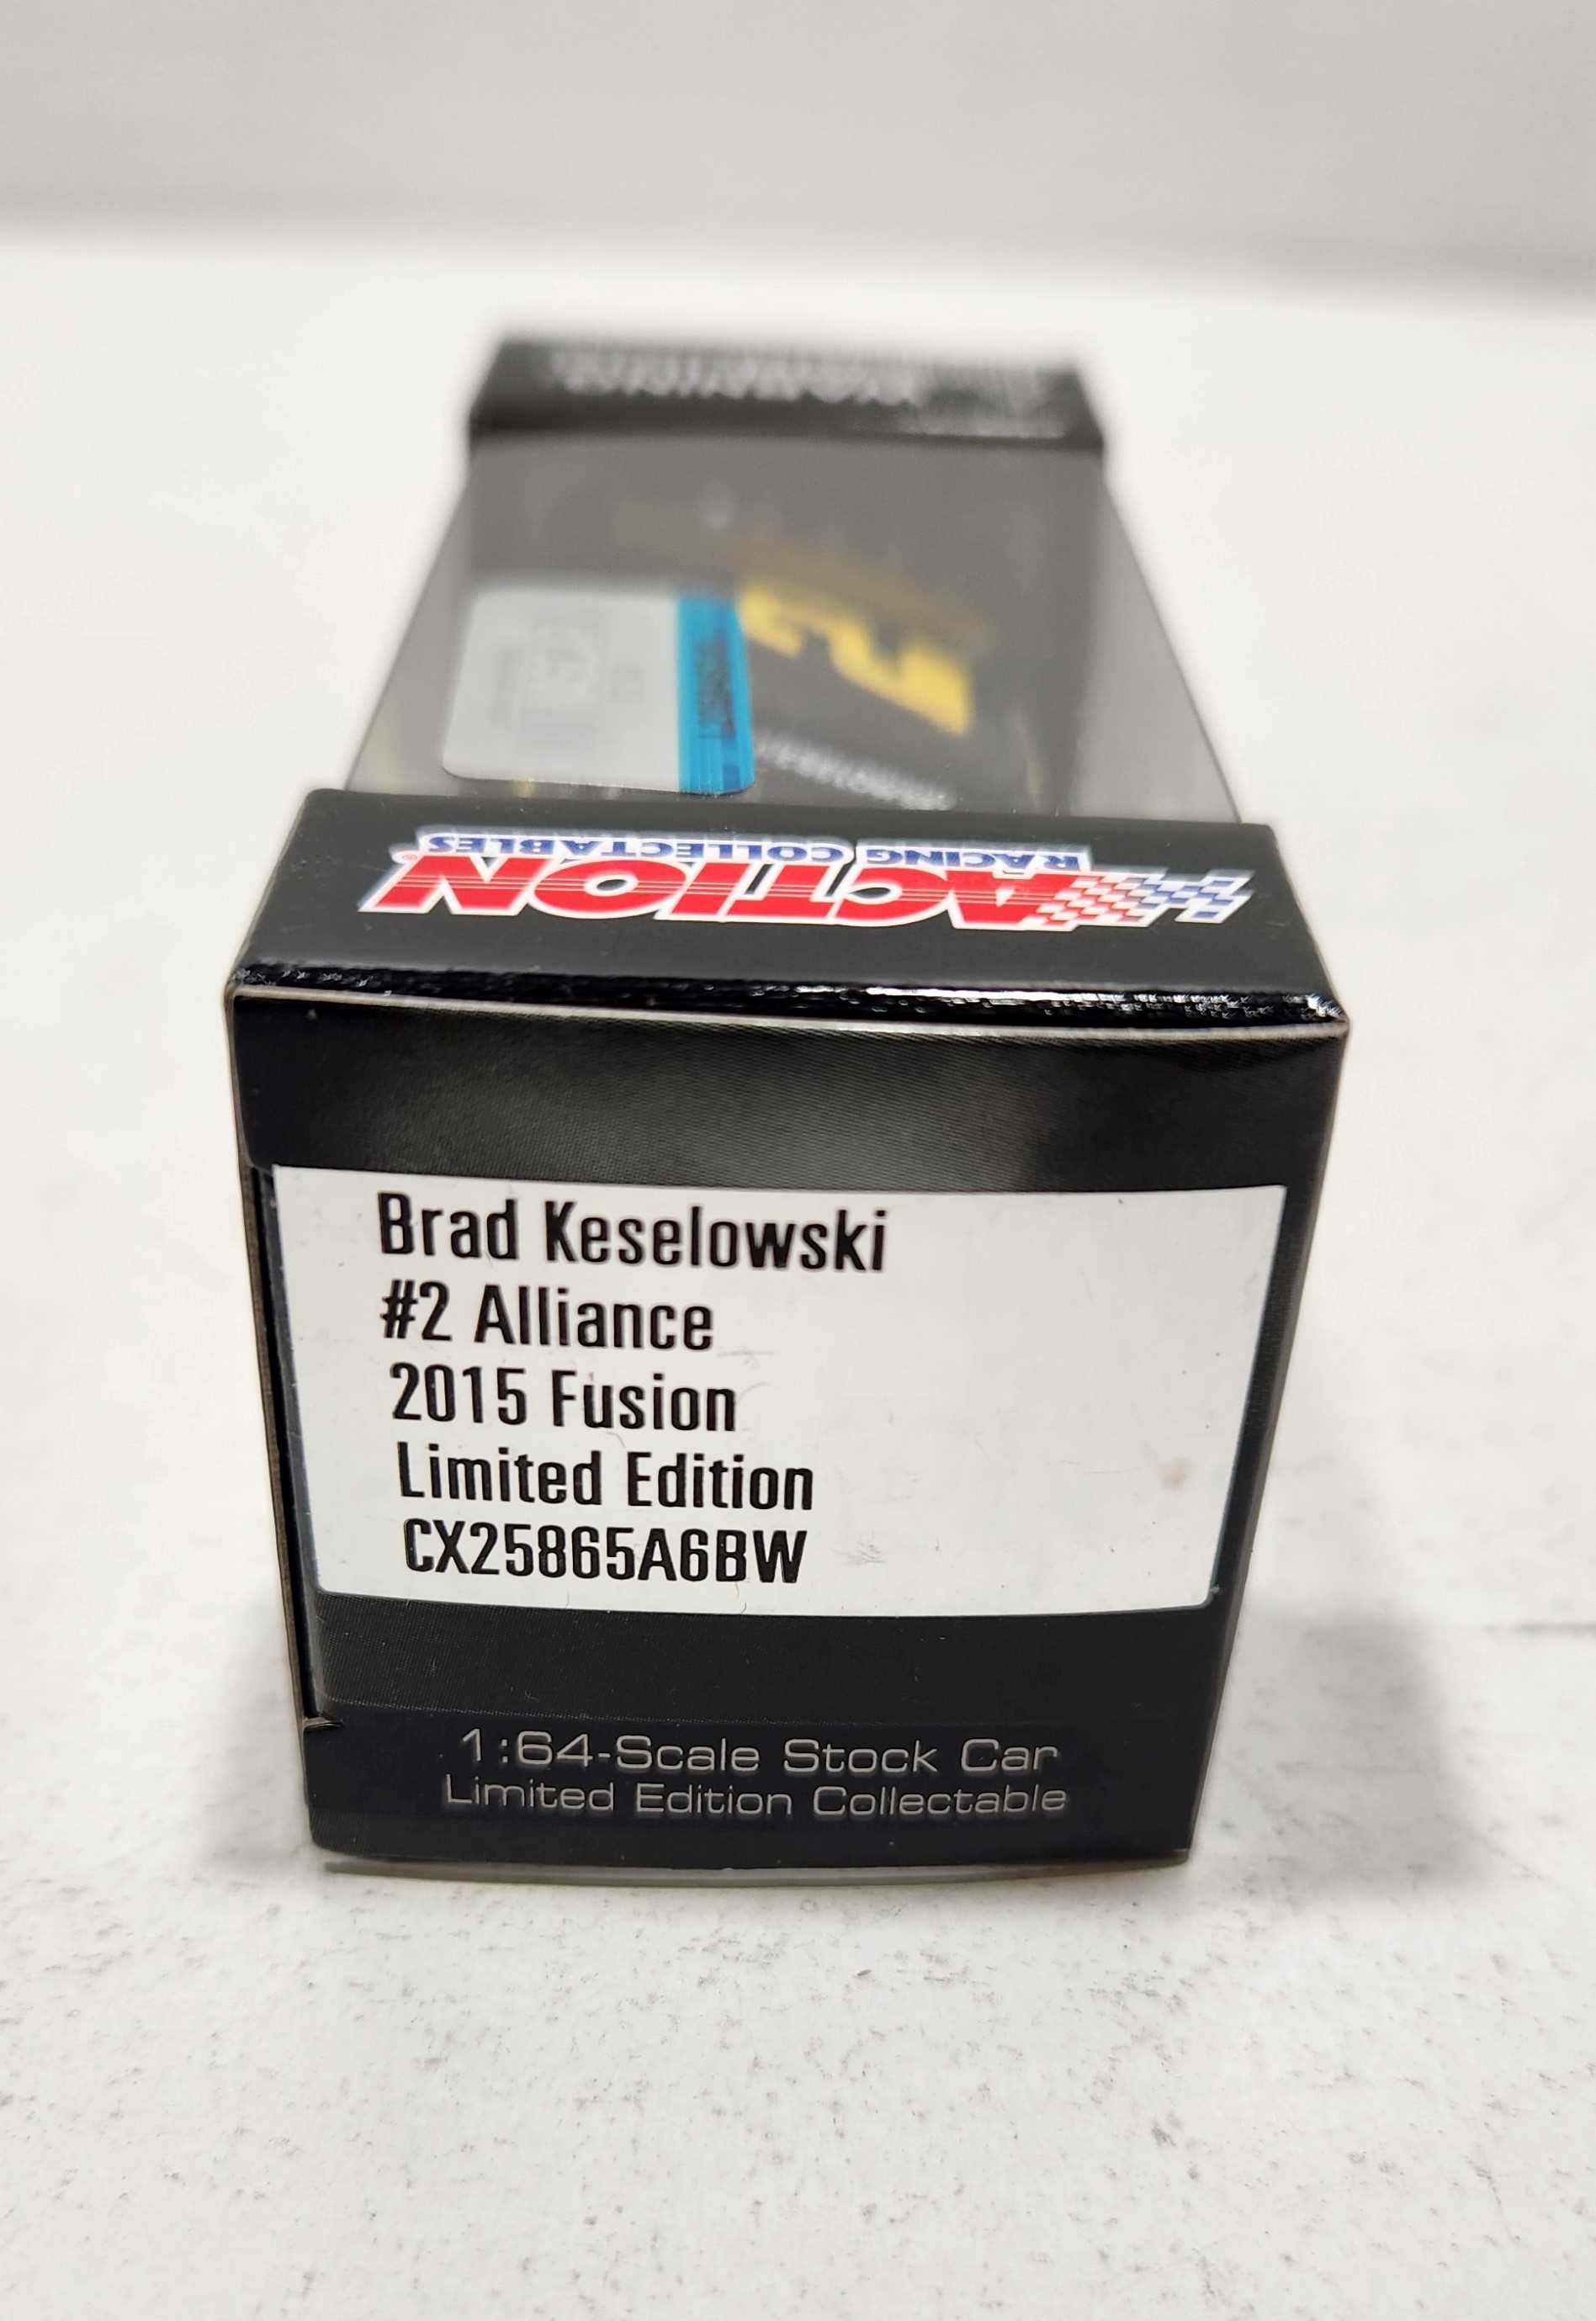 ACTION®
RACING COLLECTABLES
Brad Keselowski
#2 Alliance
2015 Fusion
Limited Edition
CX25865A6BW
1:64-Scale Stock Car
Limited Edition Collectable